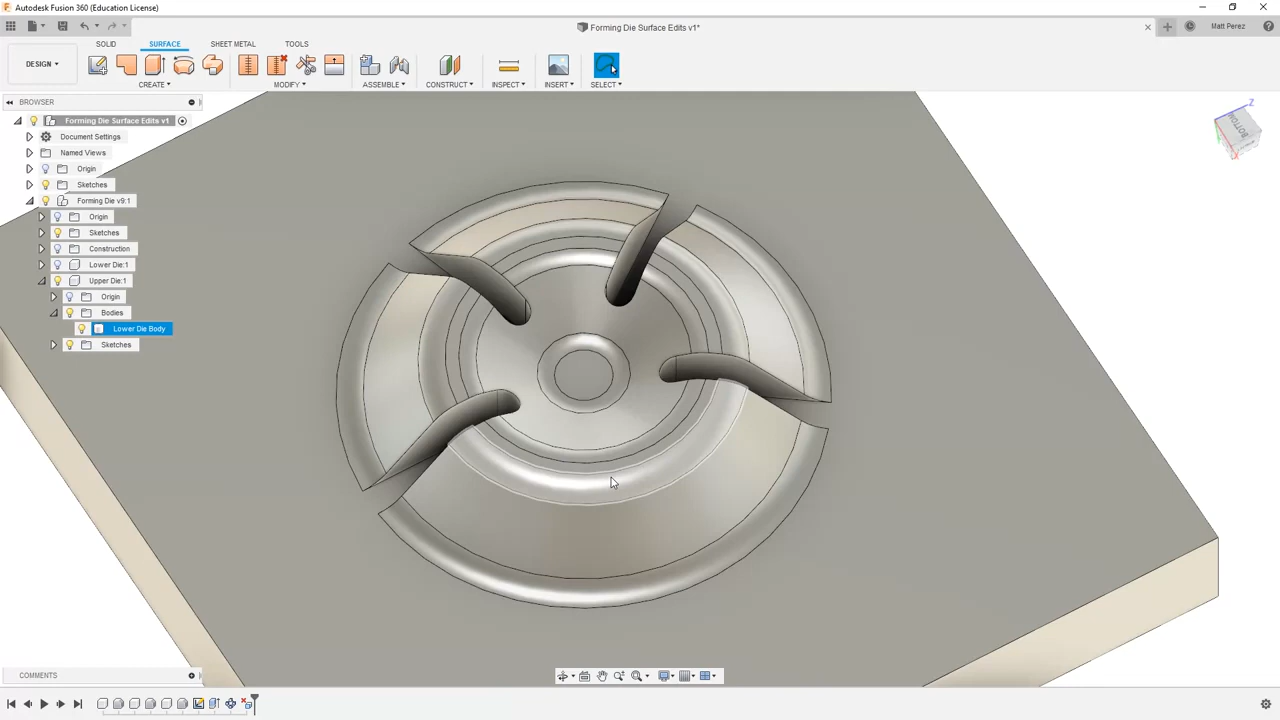 Autodesk Fusion 360 (Education License)
Forming Die Surface Edits v1*
Matt Perez
SOLID SURFACE SHEET METAL TOOLS
DESIGN
CREATE MODIFY ASSEMBLE CONSTRUCT INSPECT INSERT SELECT
BROWSER
Forming Die Surface Edits v1
Document Settings
Named Views
Origin
Sketches
Forming Die v9:1
Origin
Sketches
Construction
Lower Die:1
Upper Die:1
Origin
Bodies
Lower Die Body
Sketches
Z
BOTTOM
COMMENTS